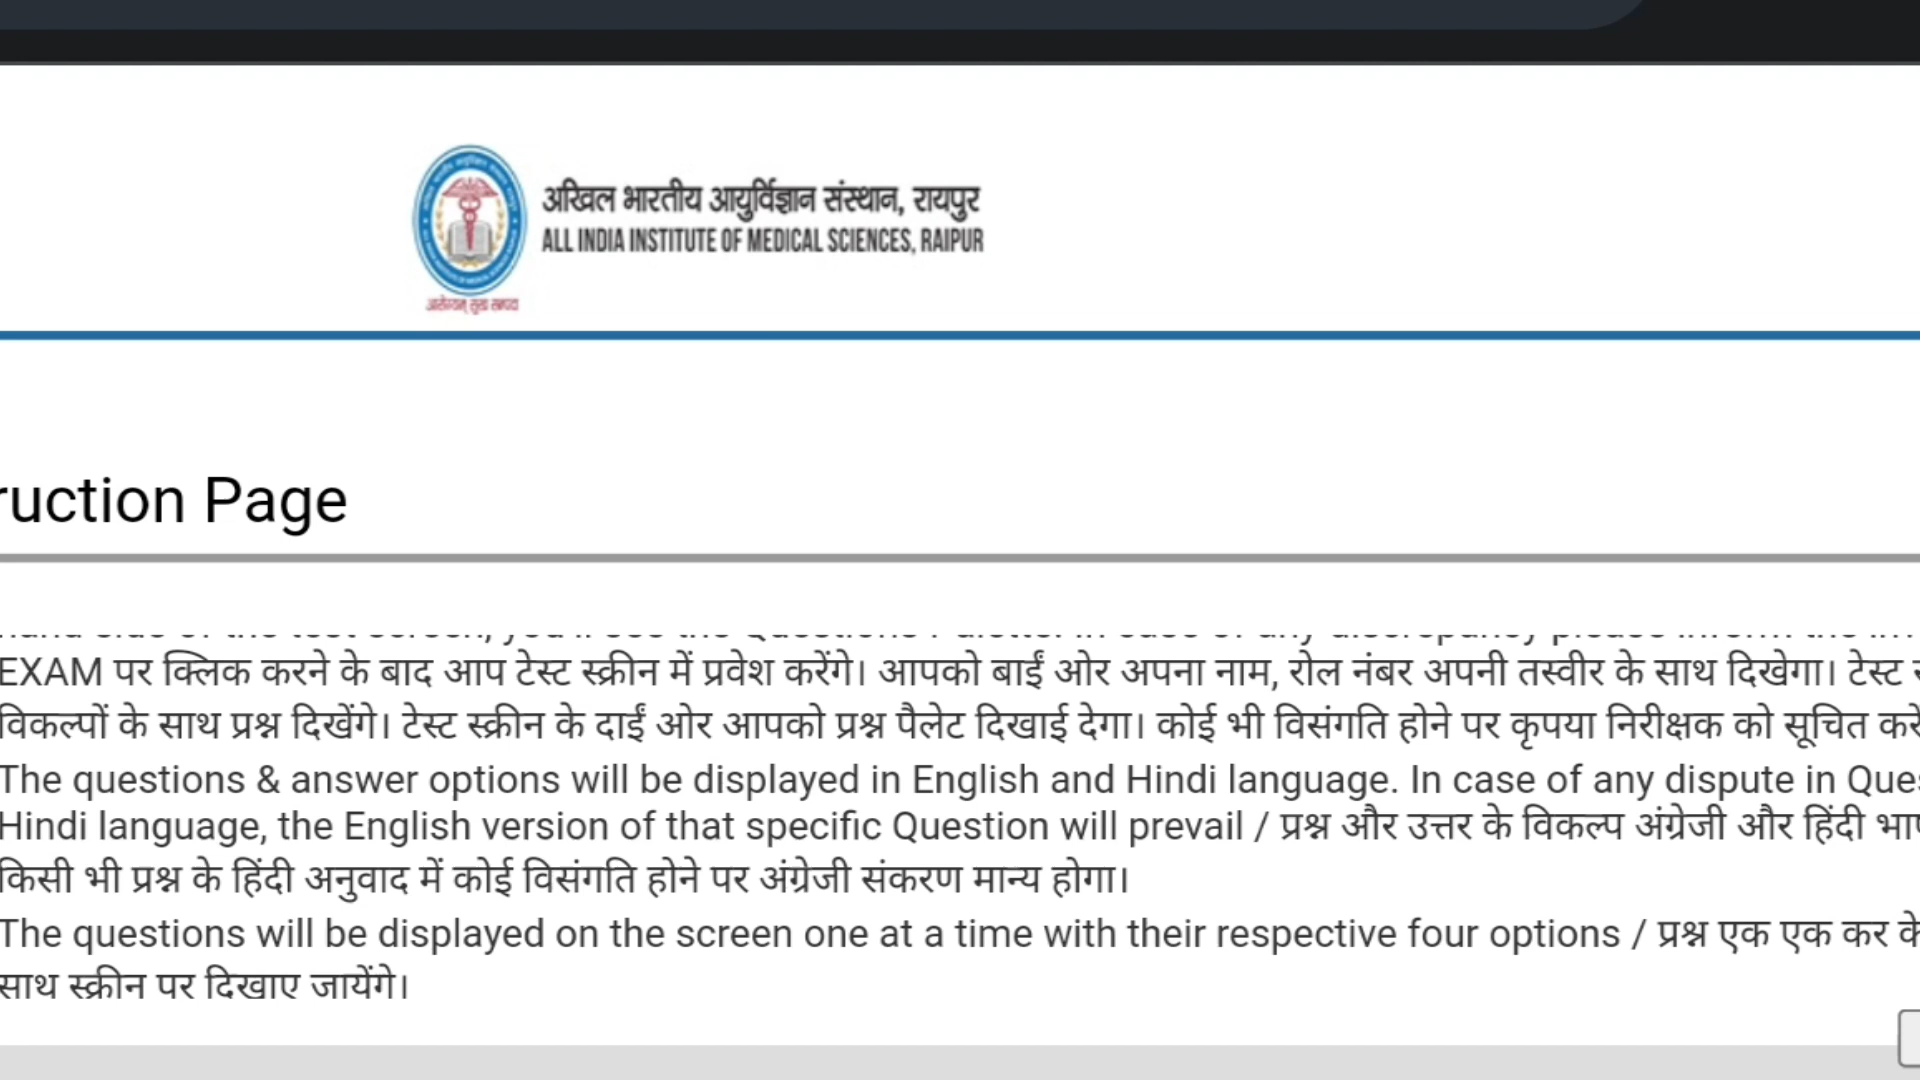 अखिल भारतीय आयुर्विज्ञान संस्थान, रायपुर
ALL INDIA INSTITUTE OF MEDICAL SCIENCES, RAIPUR
आरोग्यम् सुख सम्पदा
ruction Page
EXAM पर क्लिक करने के बाद आप टेस्ट स्क्रीन में प्रवेश करेंगे। आपको बाईं ओर अपना नाम, रोल नंबर अपनी तस्वीर के साथ दिखेगा। टेस्ट
विकल्पों के साथ प्रश्न दिखेंगे। टेस्ट स्क्रीन के दाईं ओर आपको प्रश्न पैलेट दिखाई देगा। कोई भी विसंगति होने पर कृपया निरीक्षक को सूचित करें
The questions & answer options will be displayed in English and Hindi language. In case of any dispute in Ques
Hindi language, the English version of that specific Question will prevail / प्रश्न और उत्तर के विकल्प अंग्रेजी और हिंदी भाष
किसी भी प्रश्न के हिंदी अनुवाद में कोई विसंगति होने पर अंग्रेजी संकरण मान्य होगा।
The questions will be displayed on the screen one at a time with their respective four options / प्रश्न एक एक कर के
साथ स्क्रीन पर दिखाए जायेंगे।